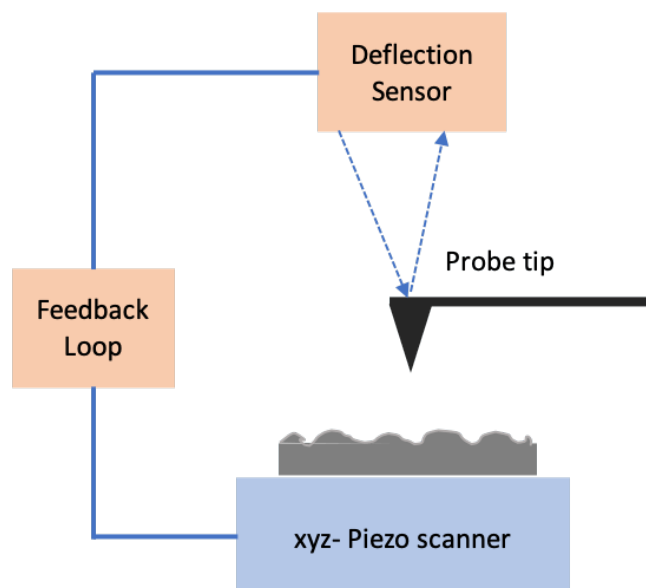 Deflection
Sensor
Probe tip
Feedback
Loop
xyz- Piezo scanner